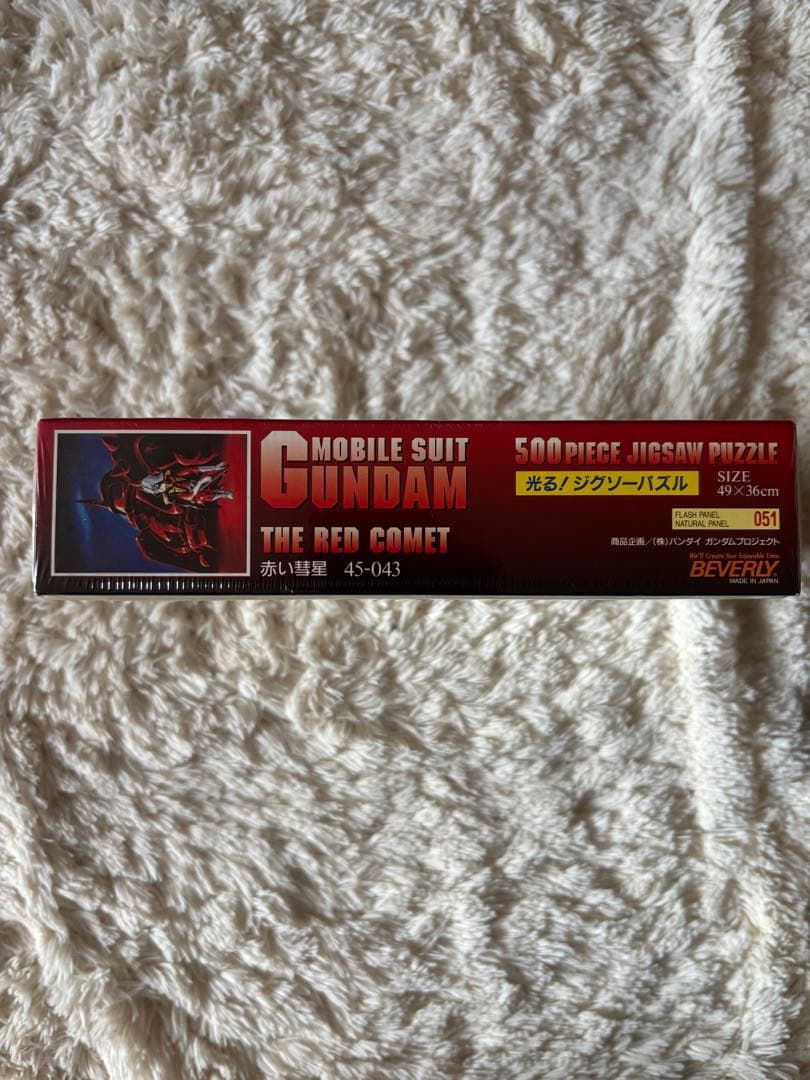 MOBILE SUIT
GUNDAM
THE RED COMET
赤い彗星 45-043
500 PIECE JIGSAW PUZZLE
光る!ジグソーパズル
SIZE
49×36cm
FLASH PANEL
NATURAL PANEL
051
商品企画/(株)バンダイ ガンダムプロジェクト
We'll Create Your Enjoyable Time.
BEVERLY
MADE IN JAPAN